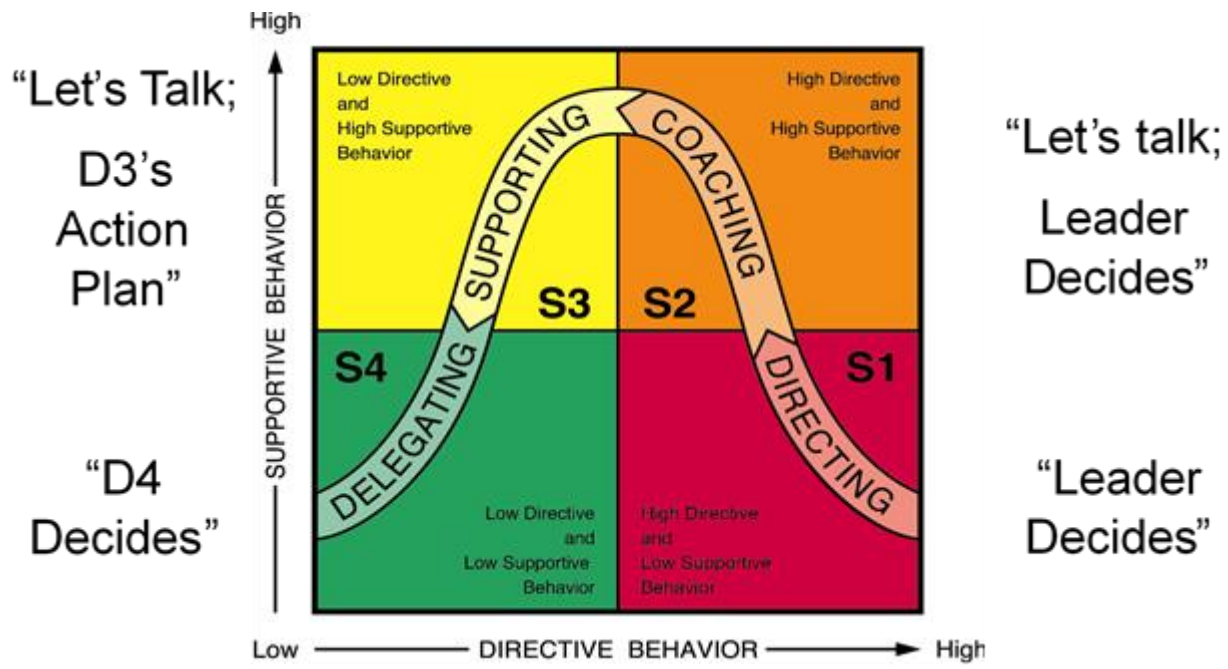 High
“Let’s Talk;
D3’s
Action
Plan”
“D4
Decides”
SUPPORTIVE BEHAVIOR
Low Directive
and
High Supportive
Behavior
SUPPORTING
S3
High Directive
and
High Supportive
Behavior
COACHING
S2
S4
DELEGATING
Low Directive
and
Low Supportive
Behavior
S1
DIRECTING
High Directive
and
Low Supportive
Behavior
“Let’s talk;
Leader
Decides”
“Leader
Decides”
Low
DIRECTIVE BEHAVIOR
High